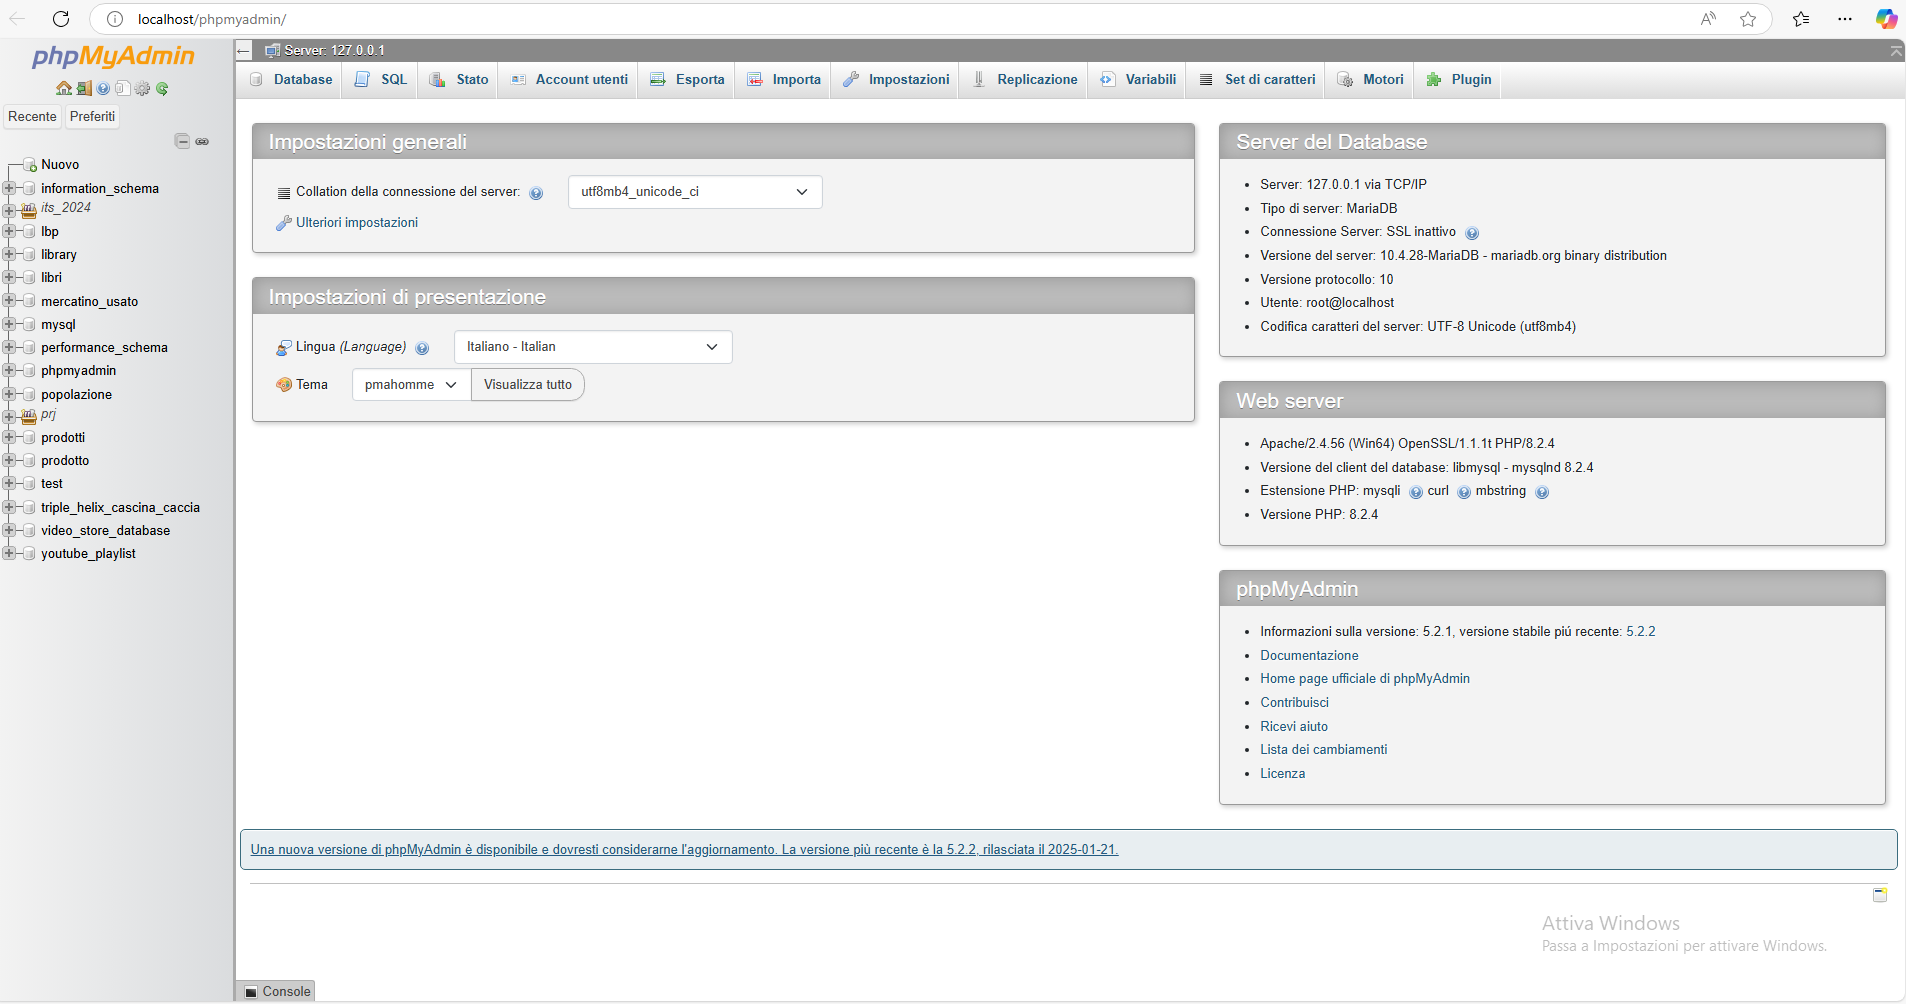 localhost/phpmyadmin/
phpMyAdmin
Recente Preferiti
Nuovo
information_schema
its_2024
lbp
library
libri
mercatino_usato
mysql
performance_schema
phpmyadmin
popolazione
prj
prodotti
prodotto
test
triple_helix_cascina_caccia
video_store_database
youtube_playlist
Server: 127.0.0.1
Database SQL Stato Account utenti Esporta Importa Impostazioni Replicazione Variabili Set di caratteri Motori Plugin
Impostazioni generali
Collation della connessione del server: utf8mb4_unicode_ci
Ulteriori impostazioni
Impostazioni di presentazione
Lingua (Language) Italiano - Italian
Tema pmahomme Visualizza tutto
Server del Database
Server: 127.0.0.1 via TCP/IP
Tipo di server: MariaDB
Connessione Server: SSL inattivo
Versione del server: 10.4.28-MariaDB - mariadb.org binary distribution
Versione protocollo: 10
Utente: root@localhost
Codifica caratteri del server: UTF-8 Unicode (utf8mb4)
Web server
Apache/2.4.56 (Win64) OpenSSL/1.1.1t PHP/8.2.4
Versione del client del database: libmysql - mysqlnd 8.2.4
Estensione PHP: mysqli curl mbstring
Versione PHP: 8.2.4
phpMyAdmin
Informazioni sulla versione: 5.2.1, versione stabile piú recente: 5.2.2
Documentazione
Home page ufficiale di phpMyAdmin
Contribuisci
Ricevi aiuto
Lista dei cambiamenti
Licenza
Una nuova versione di phpMyAdmin è disponibile e dovresti considerarne l'aggiornamento. La versione più recente è la 5.2.2, rilasciata il 2025-01-21.
Attiva Windows
Passa a Impostazioni per attivare Windows.
Console